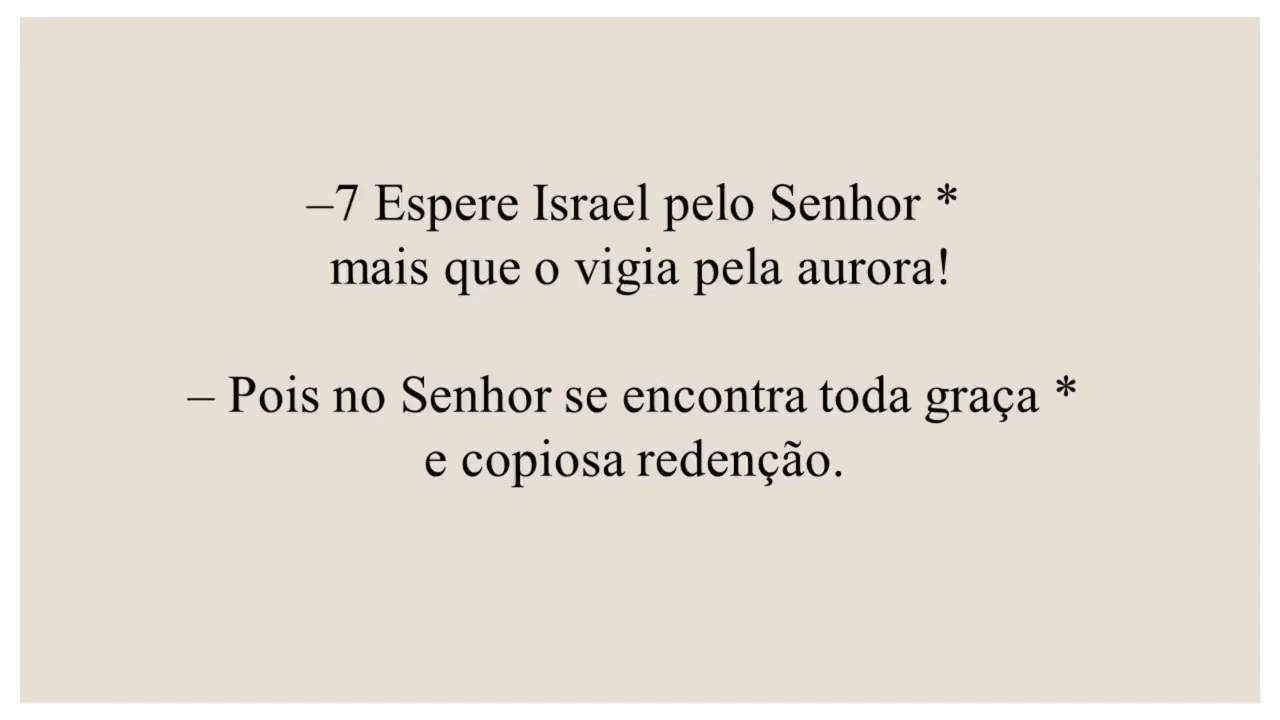 –7 Espere Israel pelo Senhor *
mais que o vigia pela aurora!
– Pois no Senhor se encontra toda graça *
e copiosa redenção.